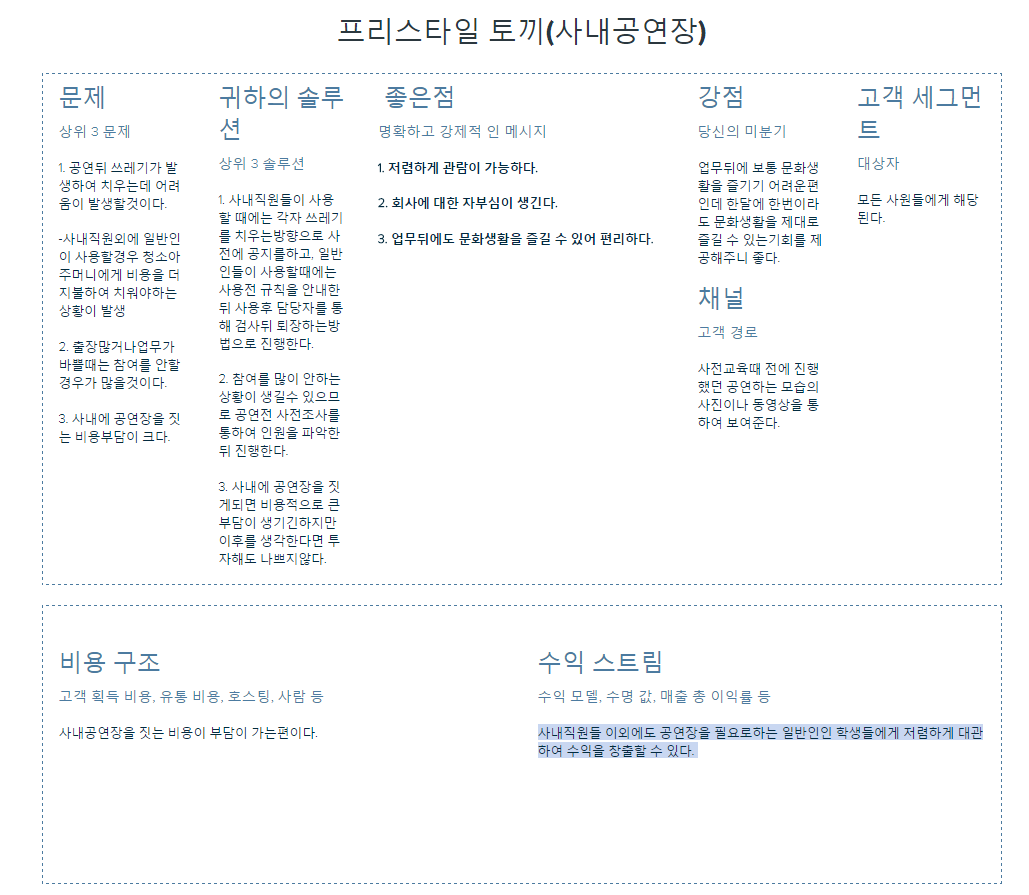 프리스타일 토끼(사내공연장)
문제
상위 3 문제
1. 공연뒤 쓰레기가 발
생하여 치우는데 어려
움이 발생할것이다.
-사내직원외에 일반인
이 사용할경우 청소아
주머니에게 비용을 더
지불하여 치워야하는
상황이 발생
2. 출장많거나업무가
바쁠때는 참여를 안할
경우가 많을것이다.
3. 사내에 공연장을 짓
는 비용부담이 크다.
귀하의 솔루
션
상위 3 솔루션
1. 사내직원들이 사용
할 때에는 각자 쓰레기
를 치우는방향으로 사
전에 공지를하고, 일반
인들이 사용할때에는
사용전 규칙을 안내한
뒤 사용후 담당자를 통
해 검사뒤 퇴장하는방
법으로 진행한다.
2. 참여를 많이 안하는
상황이 생길수 있으므
로 공연전 사전조사를
통하여 인원을 파악한
뒤 진행한다.
3. 사내에 공연장을 짓
게되면 비용적으로 큰
부담이 생기긴하지만
이후를 생각한다면 투
자해도 나쁘지않다.
좋은점
명확하고 강제적 인 메시지
1. 저렴하게 관람이 가능하다.
2. 회사에 대한 자부심이 생긴다.
3. 업무뒤에도 문화생활을 즐길 수 있어 편리하다.
강점
당신의 미분기
업무뒤에 보통 문화생
활을 즐기기 어려운편
인데 한달에 한번이라
도 문화생활을 제대로
즐길 수 있는기회를 제
공해주니 좋다.
채널
고객 경로
사전교육때 전에 진행
했던 공연하는 모습의
사진이나 동영상을 통
하여 보여준다.
고객 세그먼
트
대상자
모든 사원들에게 해당
된다.
비용 구조
고객 획득 비용, 유통 비용, 호스팅, 사람 등
사내공연장을 짓는 비용이 부담이 가는편이다.
수익 스트림
수익 모델, 수명 값, 매출 총 이익률 등
사내직원들 이외에도 공연장을 필요로하는 일반인인 학생들에게 저렴하게 대관
하여 수익을 창출할 수 있다.